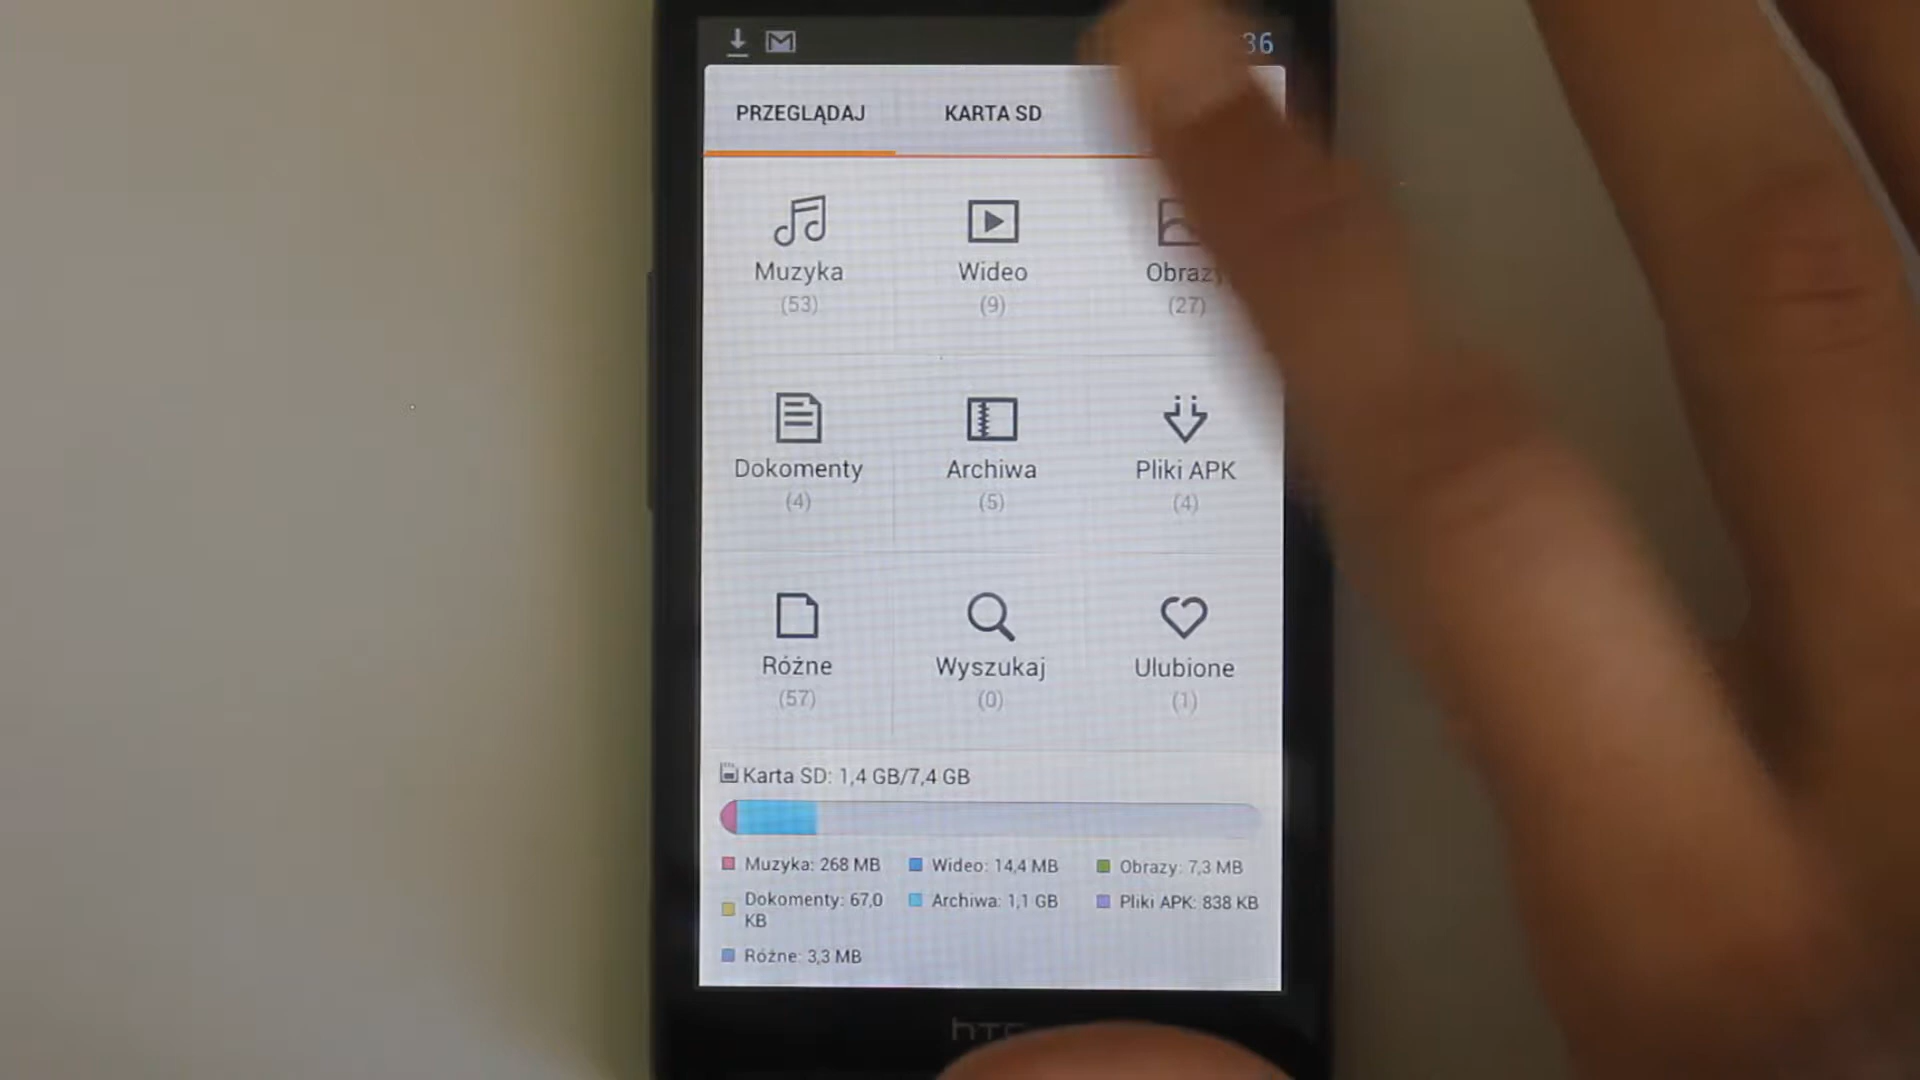 36
PRZEGLĄDAJ KARTA SD
Muzyka Wideo Obrazy
(53) (9) (27)
Dokomenty Archiwa Pliki APK
(4) (5) (4)
Różne Wyszukaj Ulubione
(57) (0) (1)
Karta SD: 1,4 GB/7,4 GB
Muzyka: 268 MB Wideo: 14,4 MB Obrazy: 7,3 MB
Dokomenty: 67,0 KB Archiwa: 1,1 GB Pliki APK: 838 KB
Różne: 3,3 MB
hTC